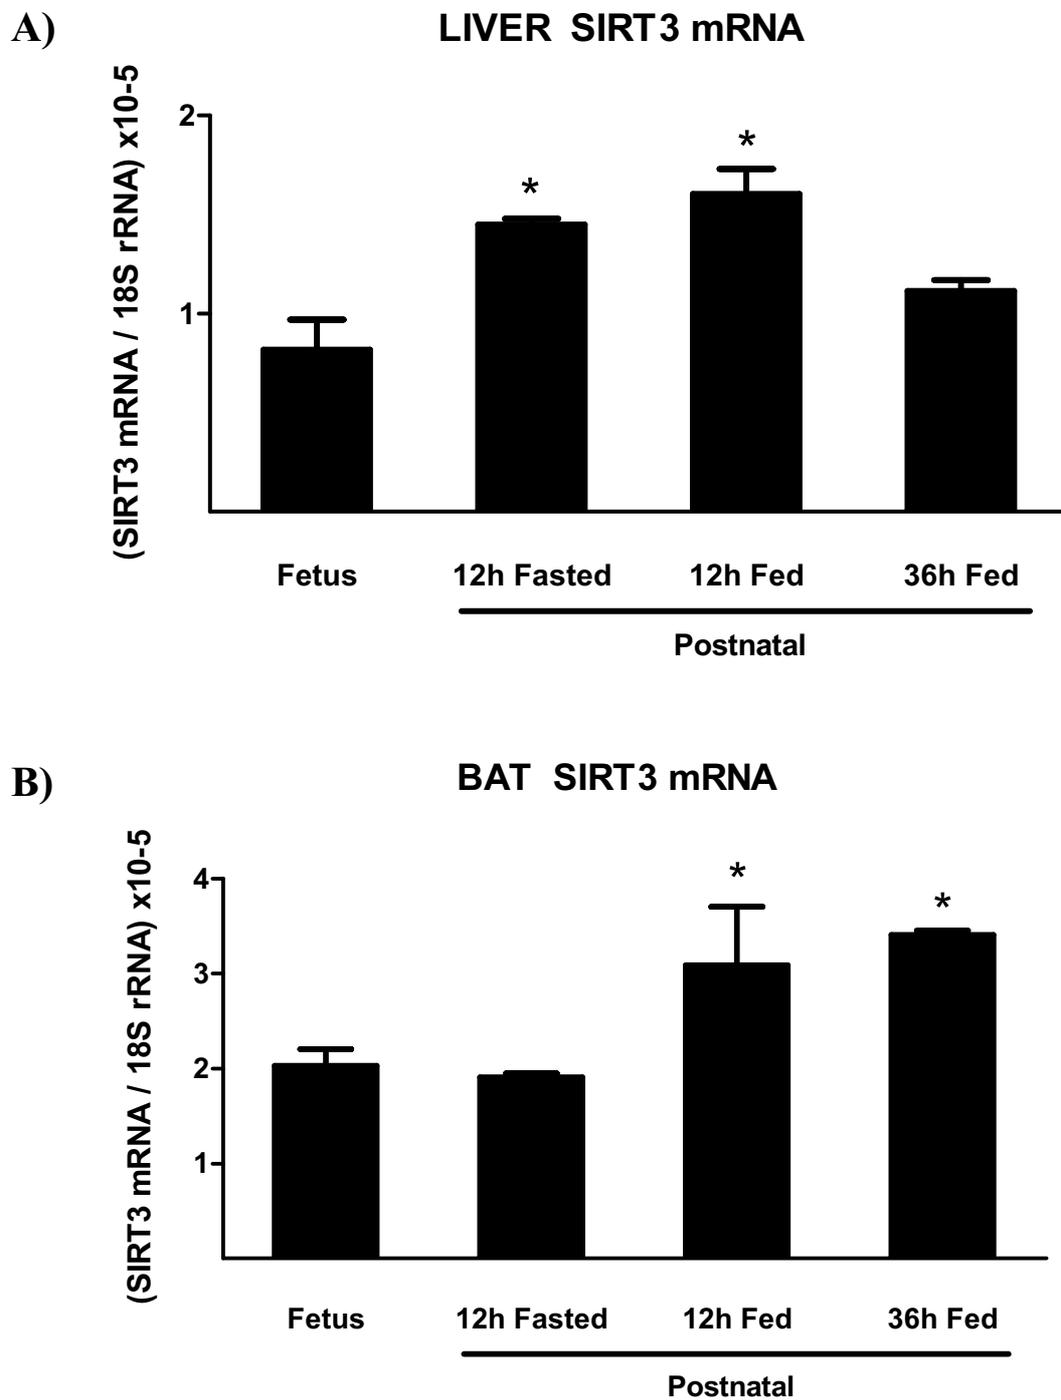 A)
LIVER SIRT3 mRNA
(SIRT3 mRNA / 18S rRNA) x10-5
2
*
*
1
Fetus 12h Fasted 12h Fed 36h Fed
Postnatal
B)
BAT SIRT3 mRNA
(SIRT3 mRNA / 18S rRNA) x10-5
4
*
*
3
2
1
Fetus 12h Fasted 12h Fed 36h Fed
Postnatal